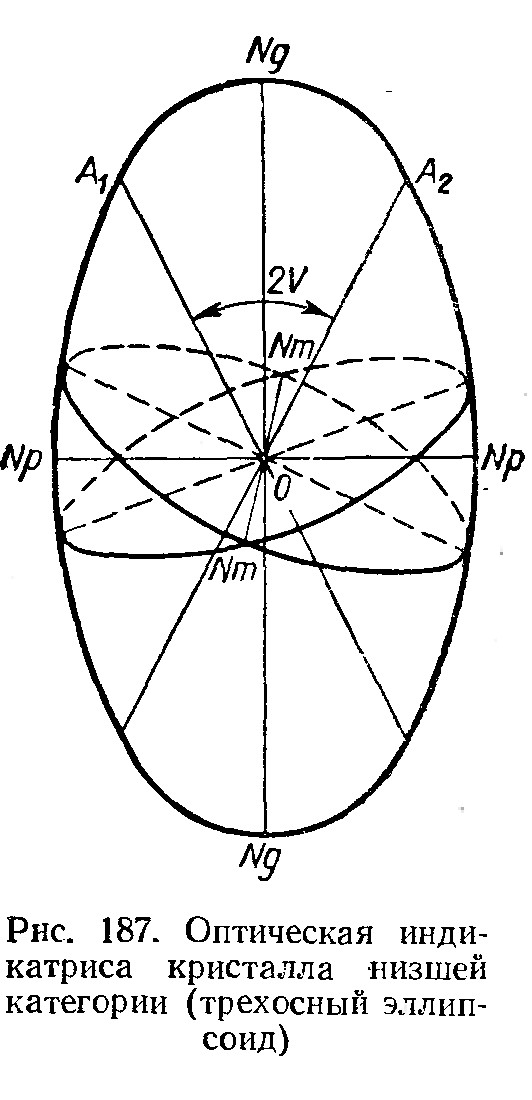 Ng
A1 A2
2V
Nm
Np Np
O
Nm
Ng
Рис. 187. Оптическая инди-
катриса кристалла низшей
категории (трехосный эллип-
соид)